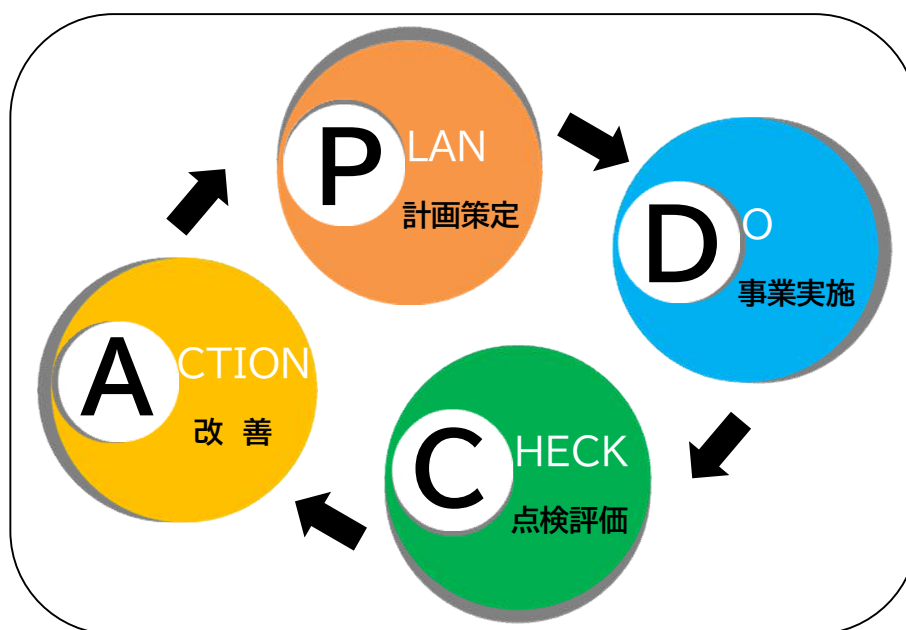 PLAN
計画策定
DO
事業実施
CHECK
点検評価
ACTION
改 善